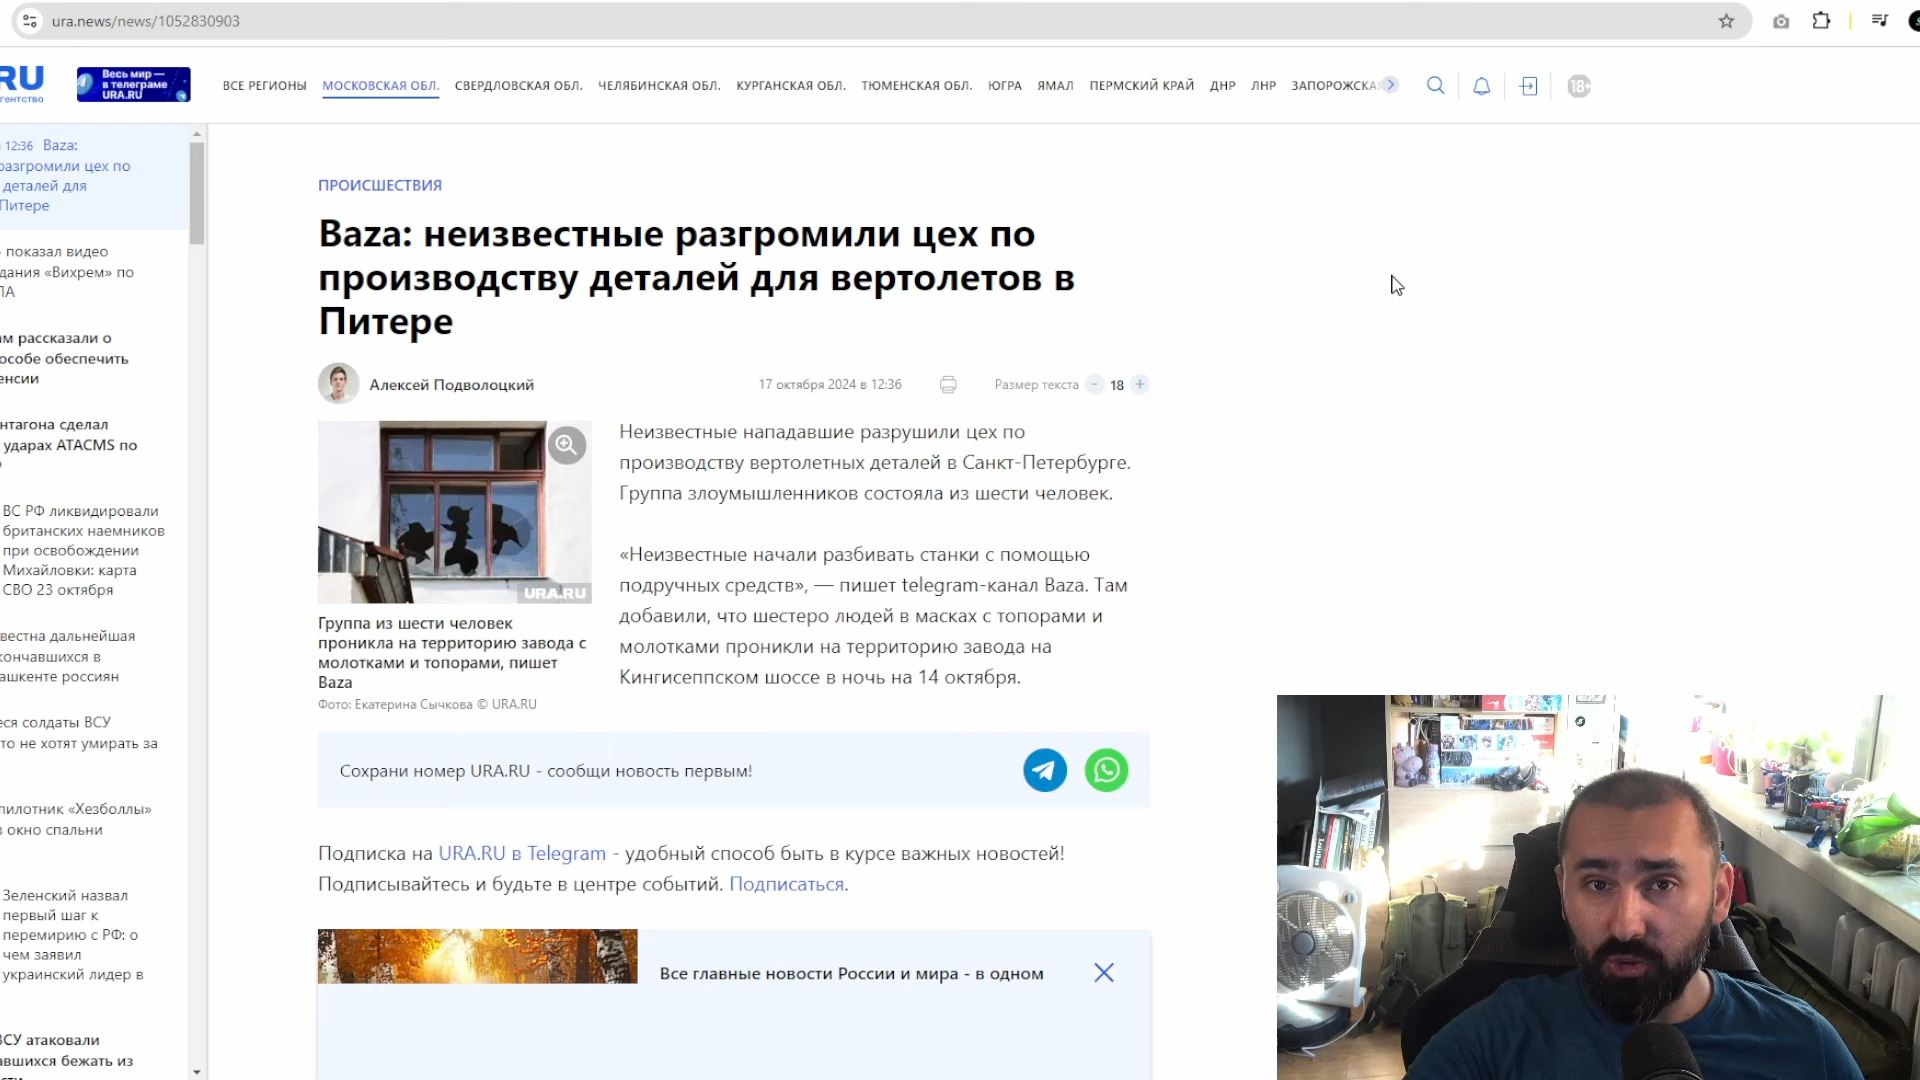 ura.news/news/1052830903
RU
гентство
Весь мир —
в телеграме
URA.RU
ВСЕ РЕГИОНЫ МОСКОВСКАЯ ОБЛ. СВЕРДЛОВСКАЯ ОБЛ. ЧЕЛЯБИНСКАЯ ОБЛ. КУРГАНСКАЯ ОБЛ. ТЮМЕНСКАЯ ОБЛ. ЮГРА ЯМАЛ ПЕРМСКИЙ КРАЙ ДНР ЛНР ЗАПОРОЖСКА
18+
12:36 Baza:
разгромили цех по
деталей для
Питере
показал видео
дания «Вихрем» по
ПА
ам рассказали о
особе обеспечить
енсии
нтагона сделал
ударах ATACMS по
ВС РФ ликвидировали
британских наемников
при освобождении
Михайловки: карта
СВО 23 октября
вестна дальнейшая
кончавшихся в
ашкенте россиян
еся солдаты ВСУ
то не хотят умирать за
пилотник «Хезболлы»
в окно спальни
Зеленский назвал
первый шаг к
перемирию с РФ: о
чем заявил
украинский лидер в
ВСУ атаковали
авшихся бежать из
ПРОИСШЕСТВИЯ
Baza: неизвестные разгромили цех по
производству деталей для вертолетов в
Питере
Алексей Подволоцкий
17 октября 2024 в 12:36
Размер текста - 18 +
URA.RU
Группа из шести человек
проникла на территорию завода с
молотками и топорами, пишет
Baza
Фото: Екатерина Сычкова © URA.RU
Неизвестные нападавшие разрушили цех по
производству вертолетных деталей в Санкт-Петербурге.
Группа злоумышленников состояла из шести человек.
«Неизвестные начали разбивать станки с помощью
подручных средств», — пишет telegram-канал Baza. Там
добавили, что шестеро людей в масках с топорами и
молотками проникли на территорию завода на
Кингисеппском шоссе в ночь на 14 октября.
Сохрани номер URA.RU - сообщи новость первым!
Подписка на URA.RU в Telegram - удобный способ быть в курсе важных новостей!
Подписывайтесь и будьте в центре событий. Подписаться.
Все главные новости России и мира - в одном